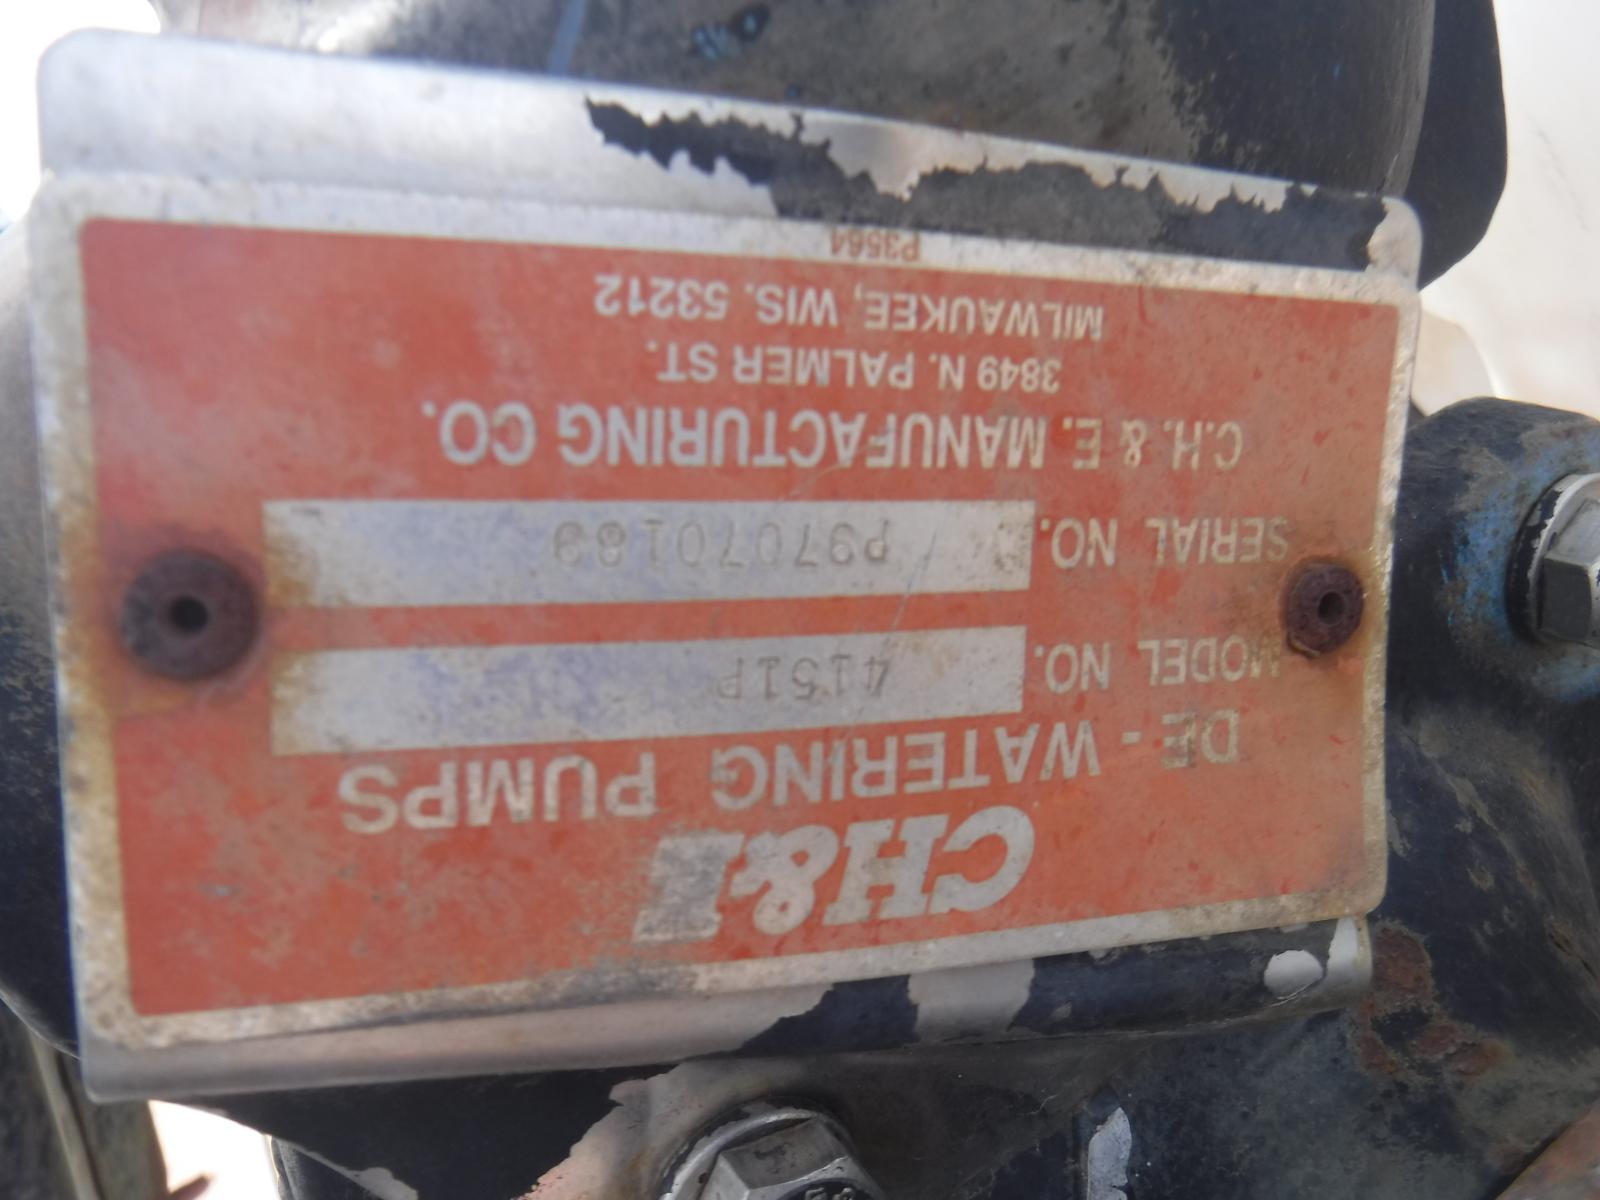 CH&E
DE - WATERING PUMPS
MODEL NO. 4151P
SERIAL NO. P97070189
C.H. & E. MANUFACTURING CO.
3849 N. PALMER ST.
MILWAUKEE, WIS. 53212
P3564